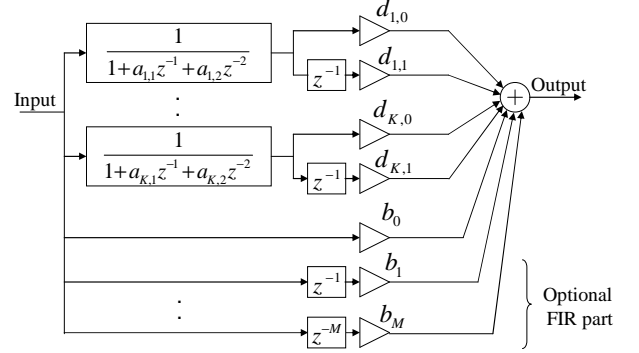 d_{1,0}
1
1+a_{1,1}z^{-1}+a_{1,2}z^{-2}
z^{-1}
d_{1,1}
Input
+
Output
d_{K,0}
1
1+a_{K,1}z^{-1}+a_{K,2}z^{-2}
z^{-1}
d_{K,1}
b_0
z^{-1}
b_1
Optional
FIR part
z^{-M}
b_M